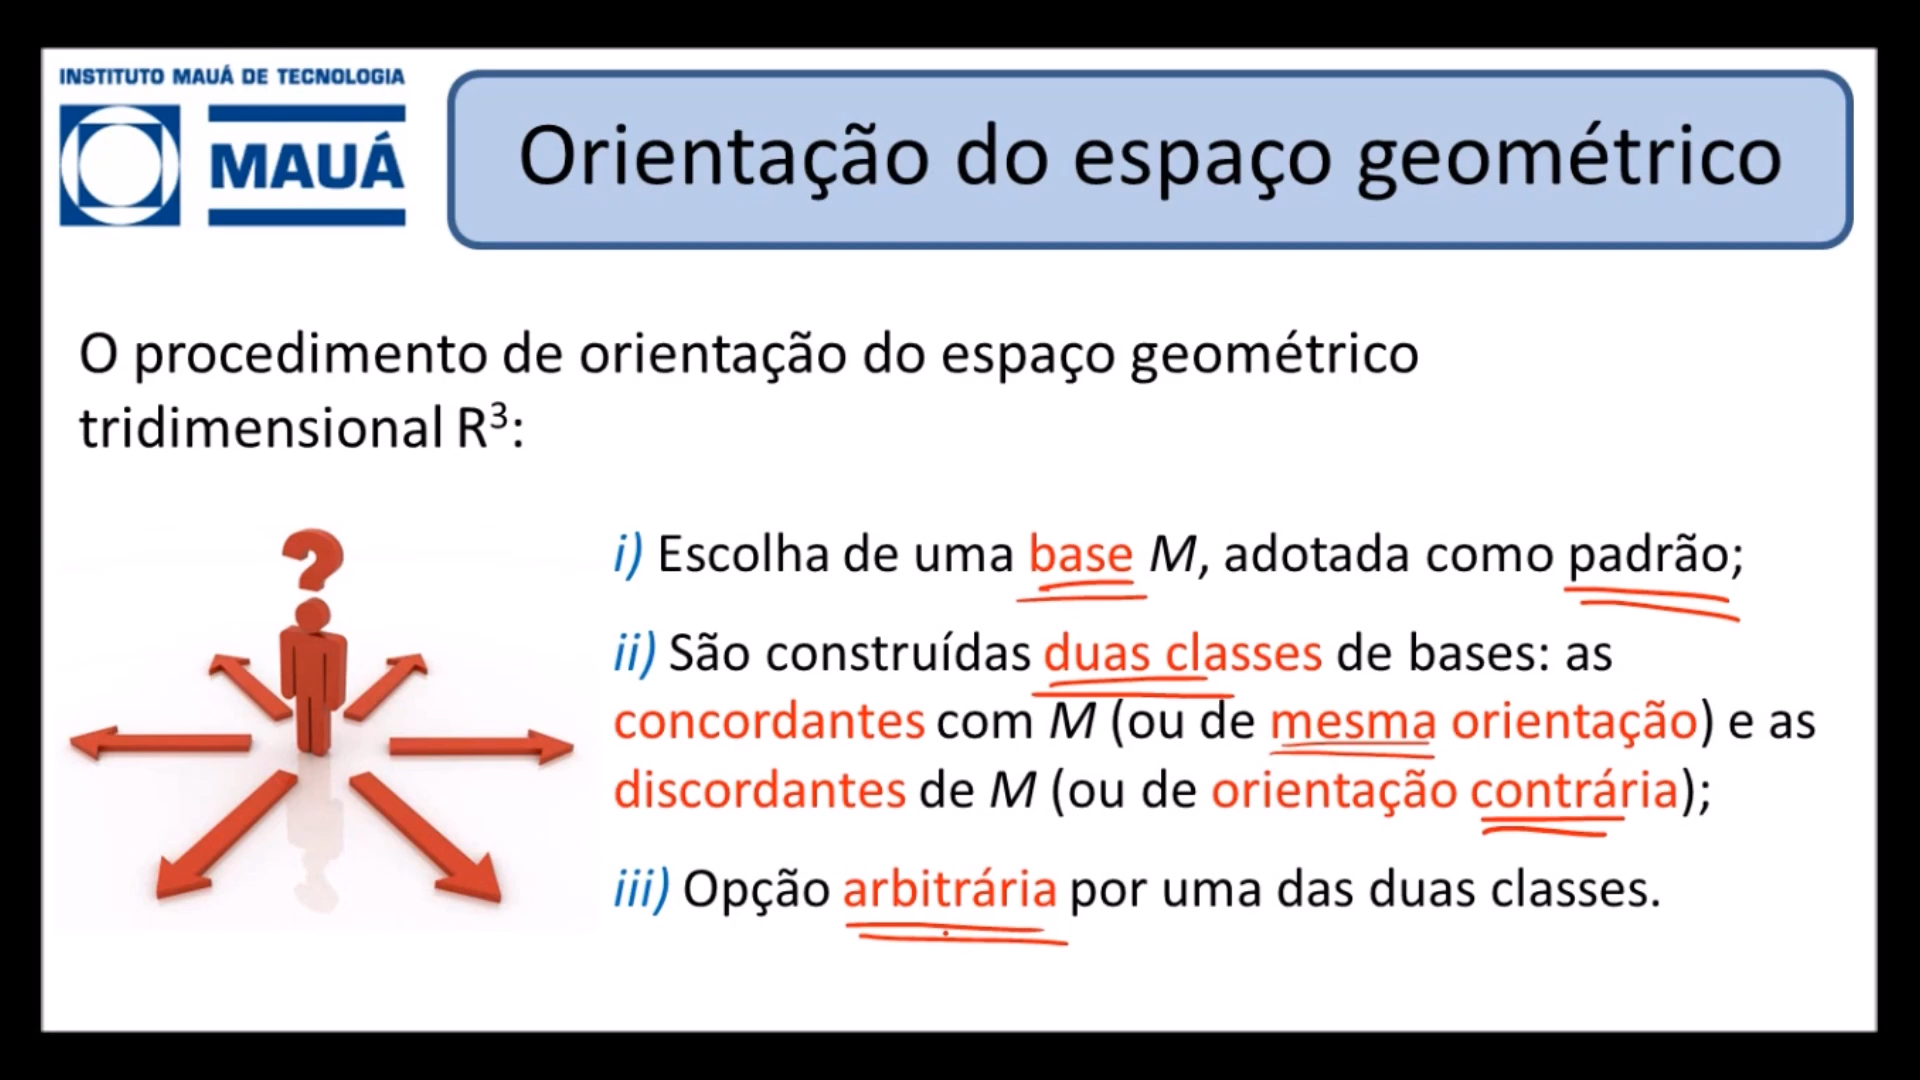 INSTITUTO MAUÁ DE TECNOLOGIA
MAUÁ
Orientação do espaço geométrico
O procedimento de orientação do espaço geométrico
tridimensional R³:
?
i) Escolha de uma base M, adotada como padrão;
ii) São construídas duas classes de bases: as
concordantes com M (ou de mesma orientação) e as
discordantes de M (ou de orientação contrária);
iii) Opção arbitrária por uma das duas classes.